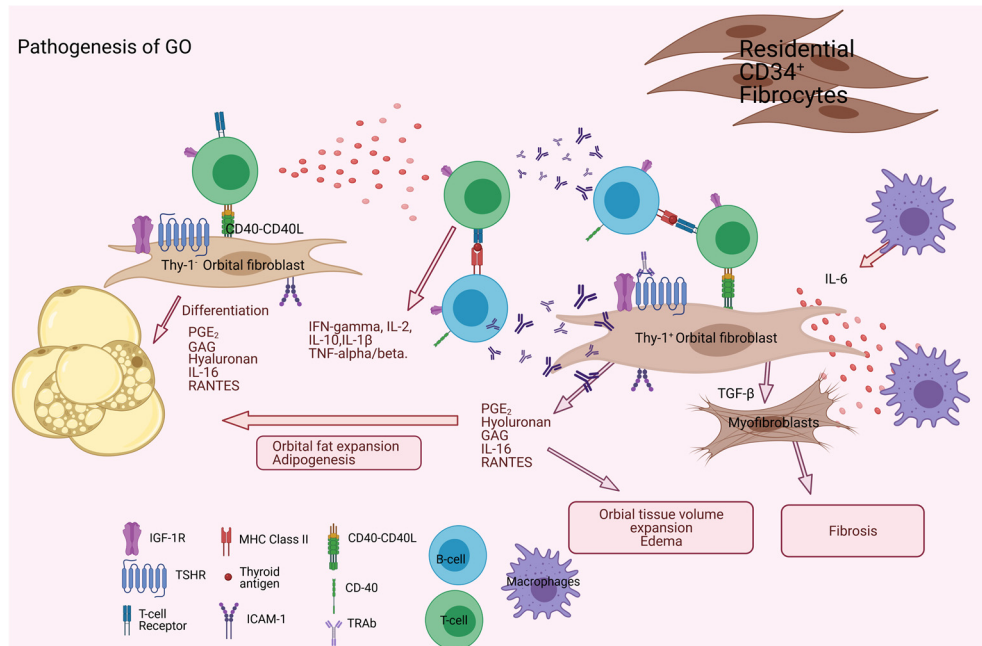 Pathogenesis of GO
Residential
CD34⁺
Fibrocytes
CD40-CD40L
Thy-1⁻ Orbital fibroblast
Differentiation
PGE₂
GAG
Hyaluronan
IL-16
RANTES
IFN-gamma, IL-2,
IL-10,IL-1β
TNF-alpha/beta.
IL-6
Thy-1⁺ Orbital fibroblast
TGF-β
Myofibroblasts
PGE₂
Hyoluronan
GAG
IL-16
RANTES
Orbital fat expansion
Adipogenesis
Orbial tissue volume
expansion
Edema
Fibrosis
IGF-1R
MHC Class II
CD40-CD40L
B-cell
Macrophages
TSHR
Thyroid
antigen
CD-40
T-cell
Receptor
ICAM-1
TRAb
T-cell